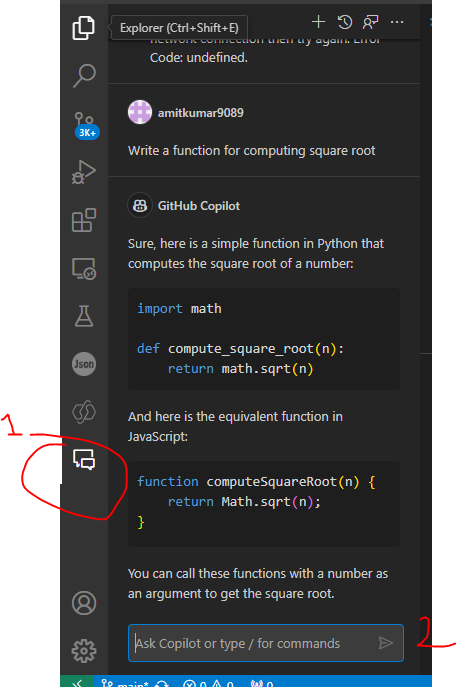 Explorer (Ctrl+Shift+E)
network connection then try again. Error
Code: undefined.
3K+
amitkumar9089
Write a function for computing square root
GitHub Copilot
Sure, here is a simple function in Python that
computes the square root of a number:
import math
def compute_square_root(n):
return math.sqrt(n)
Json
And here is the equivalent function in
JavaScript:
1
function computeSquareRoot(n) {
return Math.sqrt(n);
}
You can call these functions with a number as
an argument to get the square root.
2
Ask Copilot or type / for commands
main* 0 0 0